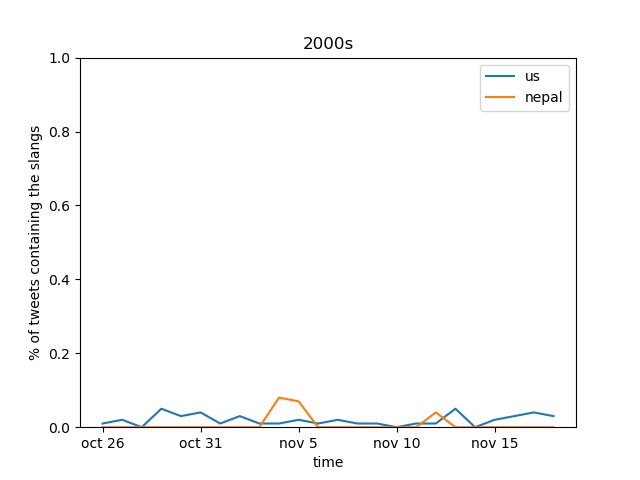 2000s
us
nepal
1.0
0.8
0.6
0.4
0.2
0.0
% of tweets containing the slangs
oct 26 oct 31 nov 5 nov 10 nov 15
time